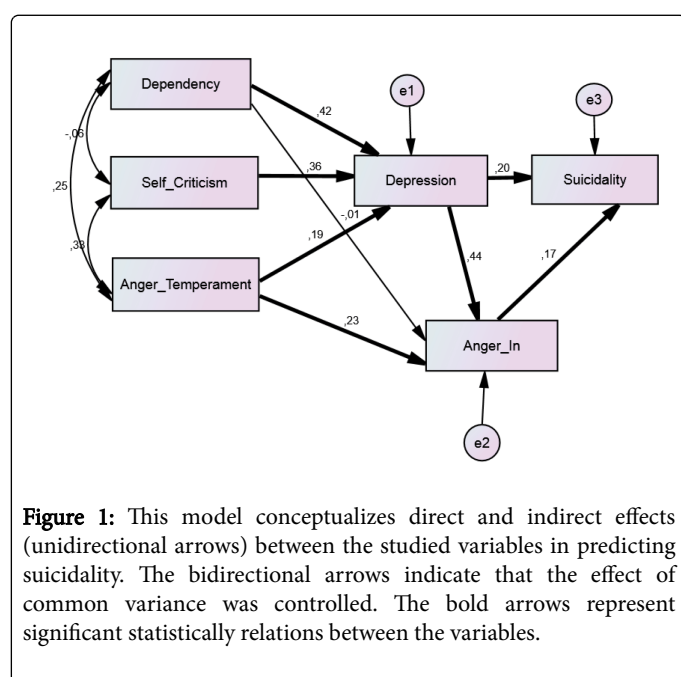 Dependency
e1
e3
,42
-,06
,36
,20
Self_Criticism
Depression
Suicidality
,25
-,01
,19
,33
,44
,17
Anger_Temperament
,23
Anger_In
e2
Figure 1: This model conceptualizes direct and indirect effects
(unidirectional arrows) between the studied variables in predicting
suicidality. The bidirectional arrows indicate that the effect of
common variance was controlled. The bold arrows represent
significant statistically relations between the variables.